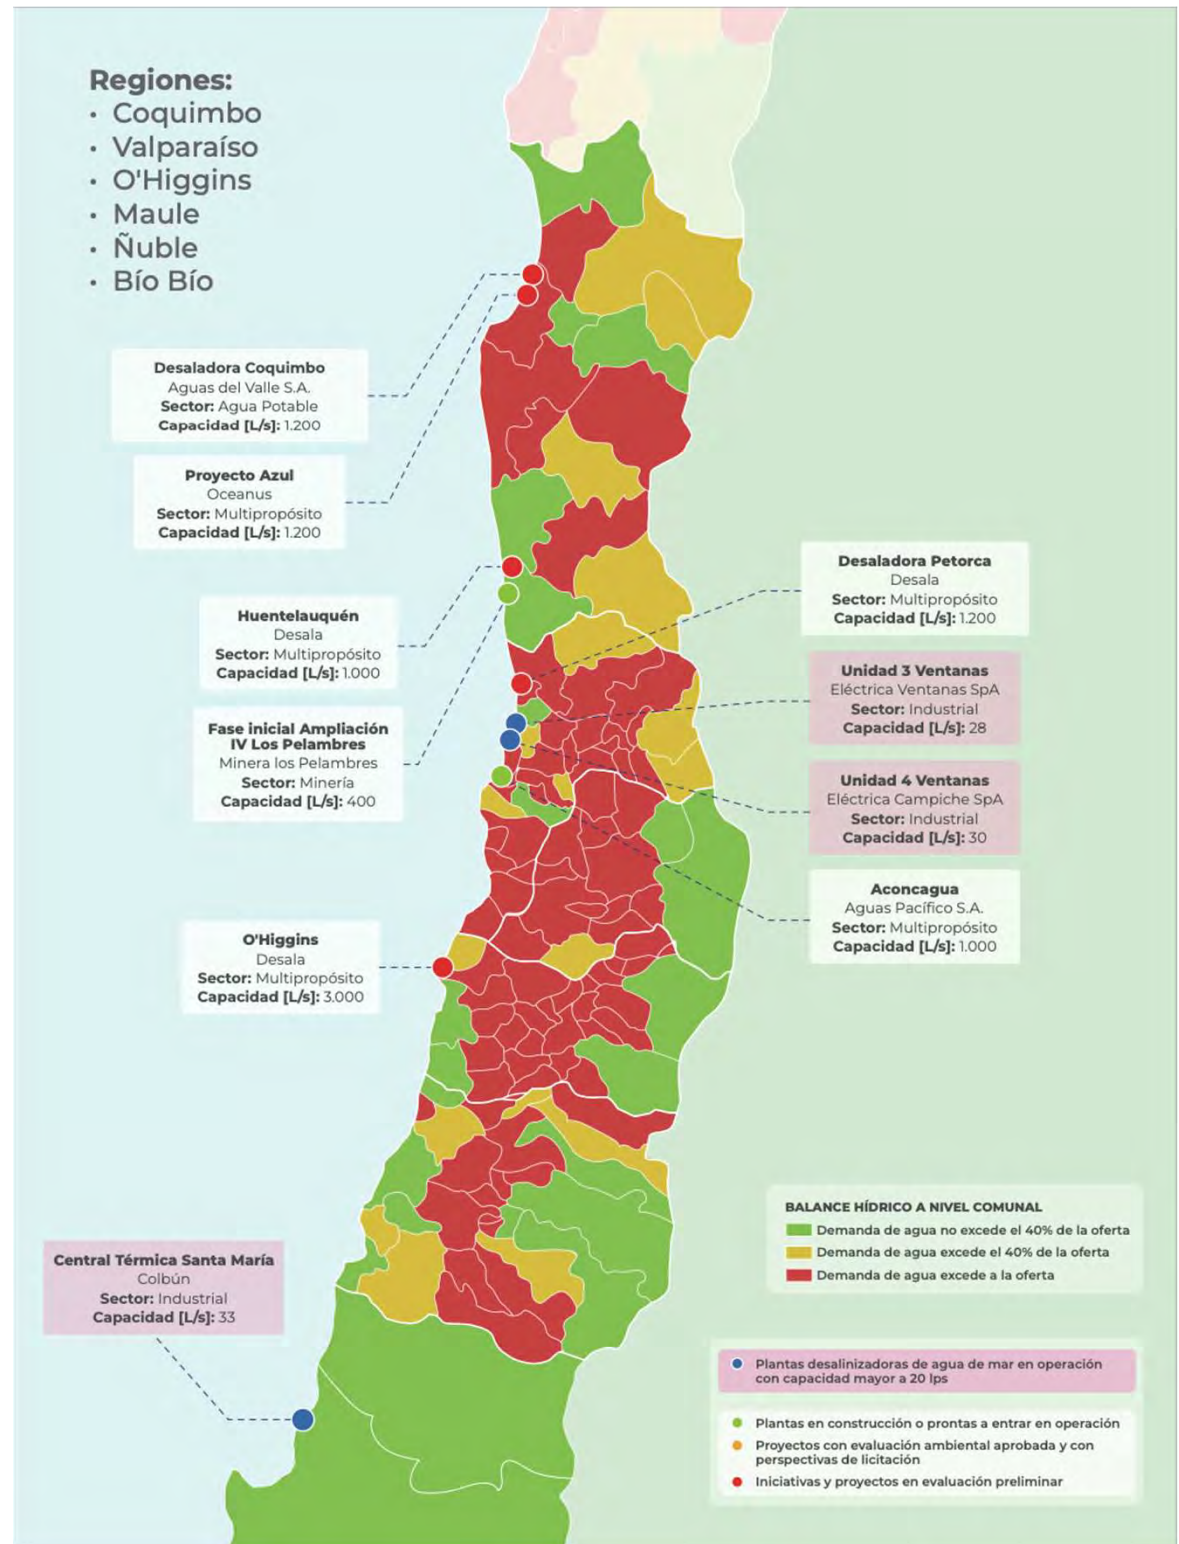 Regiones:
• Coquimbo
• Valparaíso
• O'Higgins
• Maule
• Ñuble
• Bío Bío
Desaladora Coquimbo
Aguas del Valle S.A.
Sector: Agua Potable
Capacidad [L/s]: 1.200
Proyecto Azul
Oceanus
Sector: Multipropósito
Capacidad [L/s]: 1.200
Huentelauquén
Desala
Sector: Multipropósito
Capacidad [L/s]: 1.000
Fase inicial Ampliación
IV Los Pelambres
Minera los Pelambres
Sector: Minería
Capacidad [L/s]: 400
O'Higgins
Desala
Sector: Multipropósito
Capacidad [L/s]: 3.000
Central Térmica Santa María
Colbún
Sector: Industrial
Capacidad [L/s]: 33
Desaladora Petorca
Desala
Sector: Multipropósito
Capacidad [L/s]: 1.200
Unidad 3 Ventanas
Eléctrica Ventanas SpA
Sector: Industrial
Capacidad [L/s]: 28
Unidad 4 Ventanas
Eléctrica Campiche SpA
Sector: Industrial
Capacidad [L/s]: 30
Aconcagua
Aguas Pacífico S.A.
Sector: Multipropósito
Capacidad [L/s]: 1.000
BALANCE HÍDRICO A NIVEL COMUNAL
Demanda de agua no excede el 40% de la oferta
Demanda de agua excede el 40% de la oferta
Demanda de agua excede a la oferta
Plantas desalinizadoras de agua de mar en operación
con capacidad mayor a 20 lps
Plantas en construcción o prontas a entrar en operación
Proyectos con evaluación ambiental aprobada y con
perspectivas de licitación
Iniciativas y proyectos en evaluación preliminar